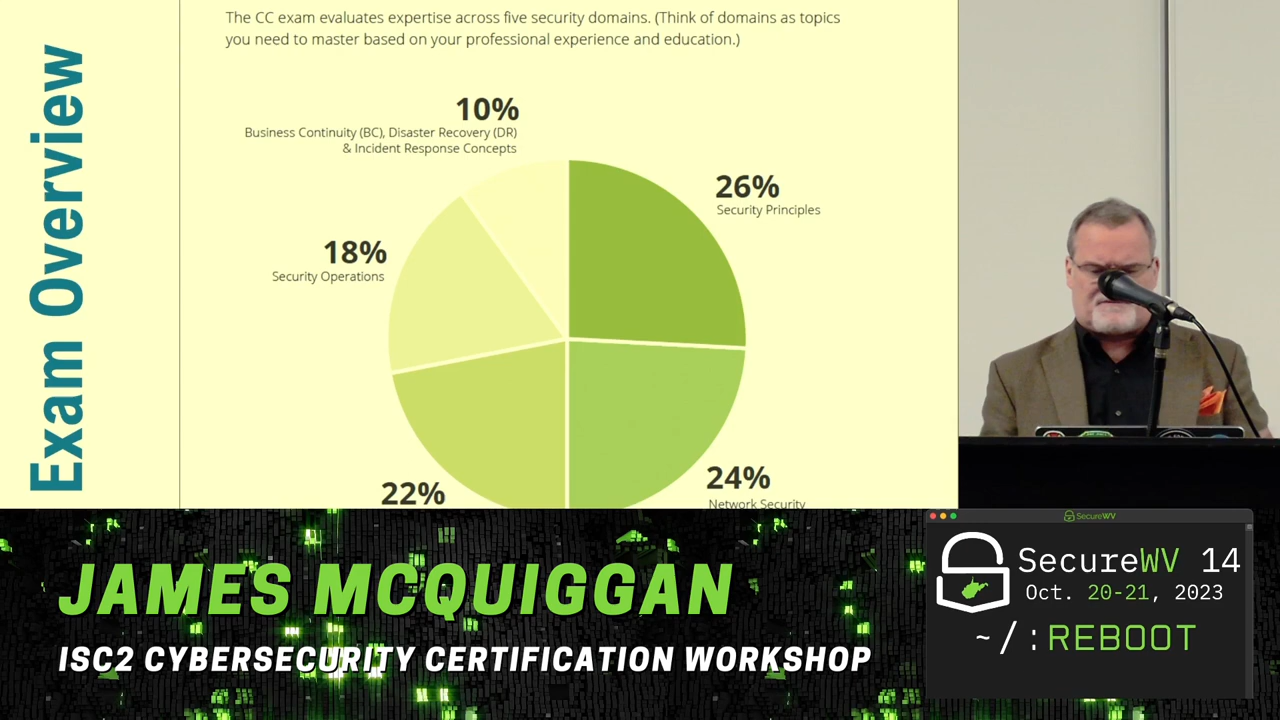 Exam Overview
The CC exam evaluates expertise across five security domains. (Think of domains as topics
you need to master based on your professional experience and education.)
10%
Business Continuity (BC), Disaster Recovery (DR)
& Incident Response Concepts
26%
Security Principles
18%
Security Operations
24%
Network Security
22%
JAMES MCQUIGGAN
ISC2 CYBERSECURITY CERTIFICATION WORKSHOP
SecureWV
SecureWV 14
Oct. 20-21, 2023
~/:REBOOT